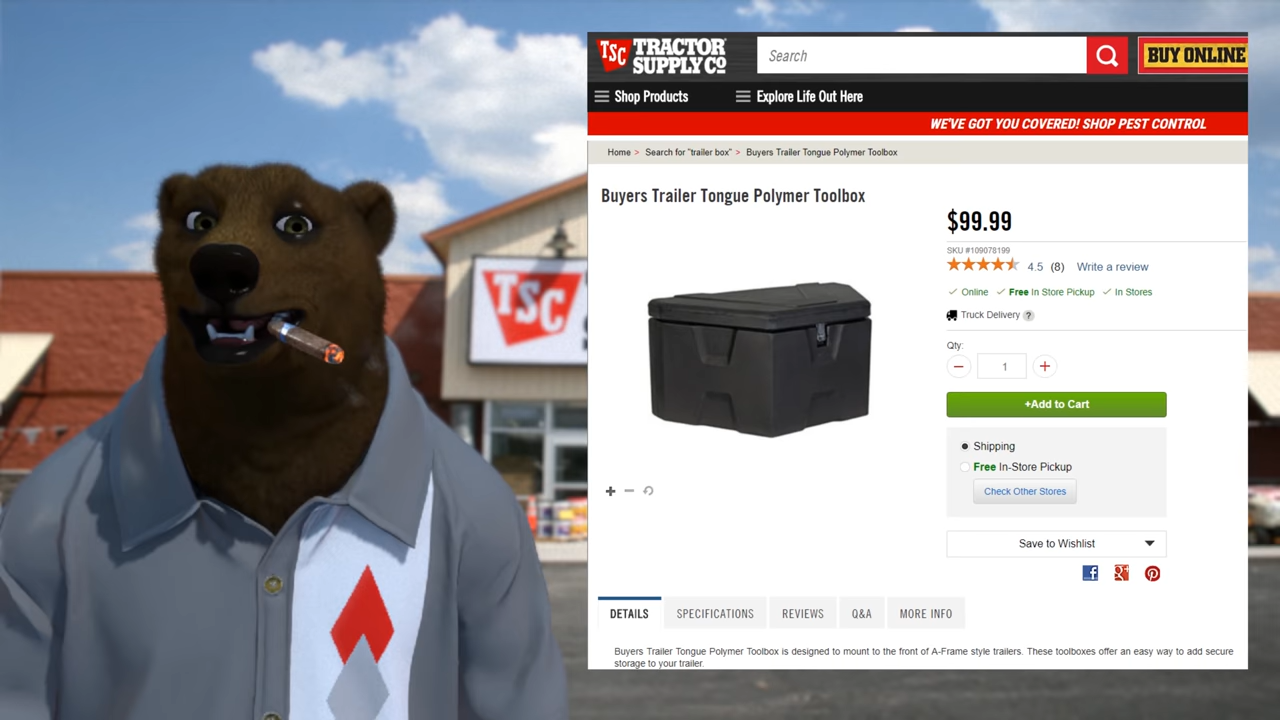 TSC TRACTOR SUPPLY CO
Search
BUY ONLINE
Shop Products
Explore Life Out Here
WE'VE GOT YOU COVERED! SHOP PEST CONTROL
Home > Search for "trailer box" > Buyers Trailer Tongue Polymer Toolbox
Buyers Trailer Tongue Polymer Toolbox
$99.99
SKU #109078199
4.5 (8) Write a review
Online Free In Store Pickup In Stores
Truck Delivery ?
Qty:
1
+Add to Cart
Shipping
Free In-Store Pickup
Check Other Stores
Save to Wishlist
DETAILS SPECIFICATIONS REVIEWS Q&A MORE INFO
Buyers Trailer Tongue Polymer Toolbox is designed to mount to the front of A-Frame style trailers. These toolboxes offer an easy way to add secure
storage to your trailer.
TSC